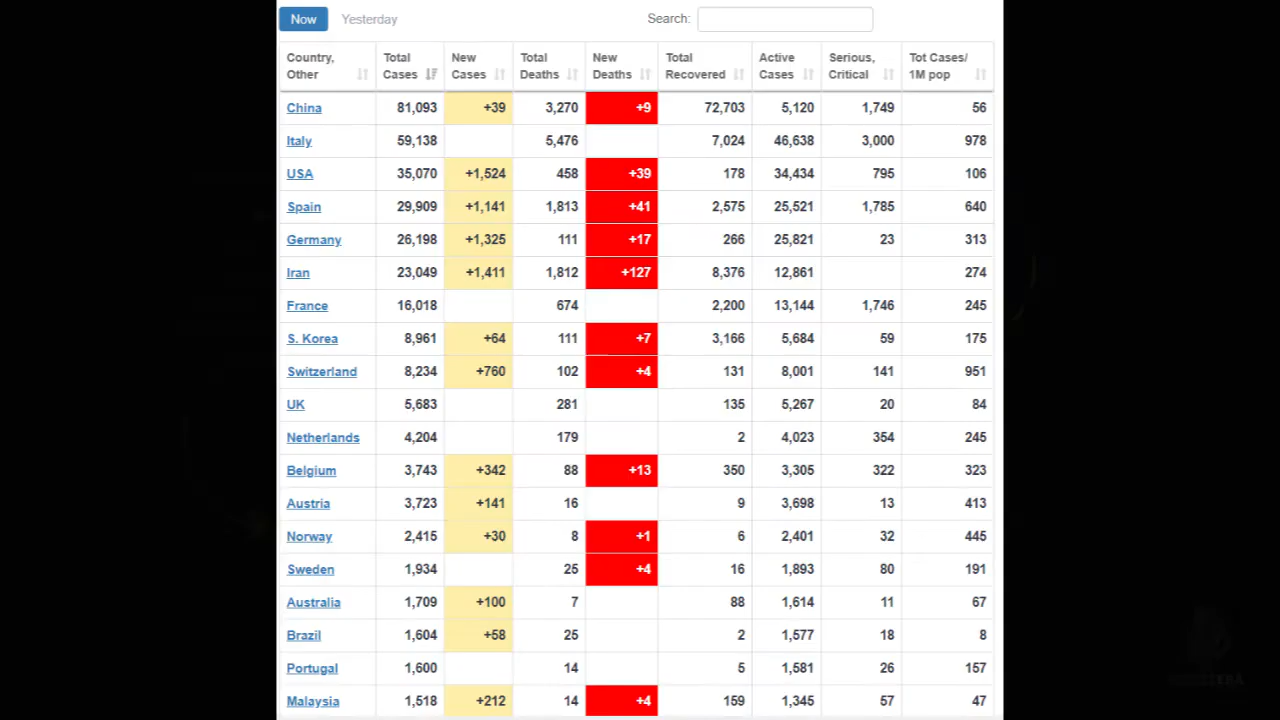 Now Yesterday Search:
Country, Other Total Cases New Cases Total Deaths New Deaths Total Recovered Active Cases Serious, Critical Tot Cases/ 1M pop
China 81,093 +39 3,270 +9 72,703 5,120 1,749 56
Italy 59,138 5,476 7,024 46,638 3,000 978
USA 35,070 +1,524 458 +39 178 34,434 795 106
Spain 29,909 +1,141 1,813 +41 2,575 25,521 1,785 640
Germany 26,198 +1,325 111 +17 266 25,821 23 313
Iran 23,049 +1,411 1,812 +127 8,376 12,861 274
France 16,018 674 2,200 13,144 1,746 245
S. Korea 8,961 +64 111 +7 3,166 5,684 59 175
Switzerland 8,234 +760 102 +4 131 8,001 141 951
UK 5,683 281 135 5,267 20 84
Netherlands 4,204 179 2 4,023 354 245
Belgium 3,743 +342 88 +13 350 3,305 322 323
Austria 3,723 +141 16 9 3,698 13 413
Norway 2,415 +30 8 +1 6 2,401 32 445
Sweden 1,934 25 +4 16 1,893 80 191
Australia 1,709 +100 7 88 1,614 11 67
Brazil 1,604 +58 25 2 1,577 18 8
Portugal 1,600 14 5 1,581 26 157
Malaysia 1,518 +212 14 +4 159 1,345 57 47